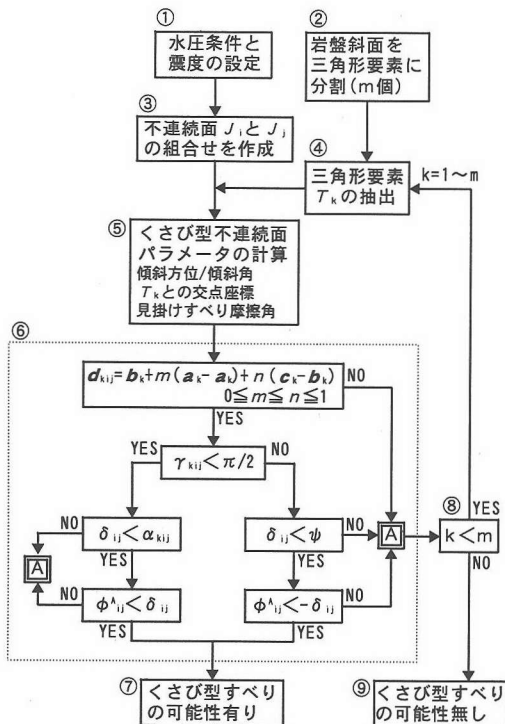 ①
水圧条件と
震度の設定
②
岩盤斜面を
三角形要素に
分割(m個)
③
不連続面 Jᵢ と Jⱼ
の組合せを作成
④
三角形要素
Tₖ の抽出
k=1～m
⑤
くさび型不連続面
パラメータの計算
傾斜方位/傾斜角
Tₖとの交点座標
見掛けすべり摩擦角
⑥
dₖᵢⱼ=bₖ+m(aₖ-aₖ)+n(cₖ-bₖ)
0≦m≦n≦1
NO
YES
YES
γₖᵢⱼ<π/2
NO
NO
δᵢⱼ<αₖᵢⱼ
YES
δᵢⱼ<ψ
NO
YES
A
A
⑧
k<m
YES
NO
NO
φᴬᵢⱼ<δᵢⱼ
YES
φᴬᵢⱼ<-δᵢⱼ
NO
YES
⑦
くさび型すべり
の可能性有り
⑨
くさび型すべり
の可能性無し